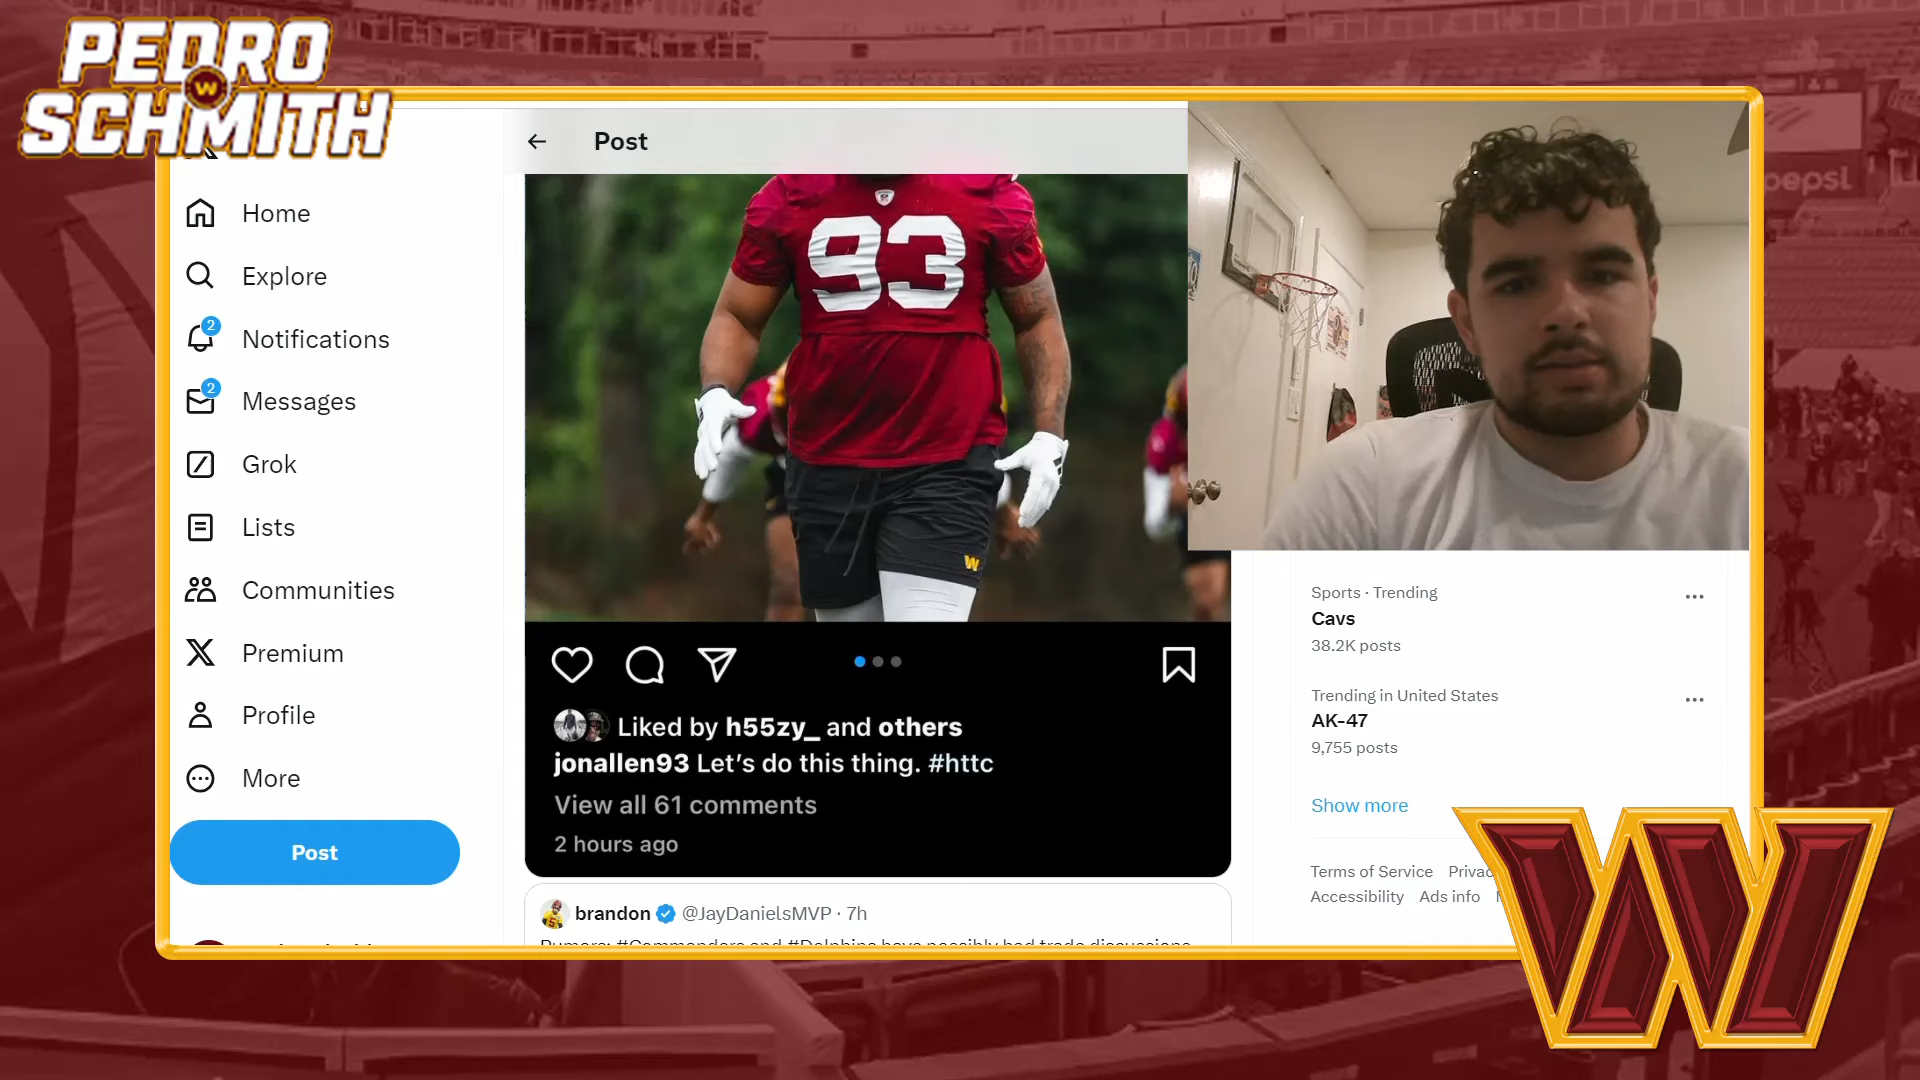 PEDRO
SCHMITH
W
Post
93
Home
Explore
2
Notifications
2
Messages
Grok
Lists
Communities
Premium
Profile
More
Post
W
Liked by h55zy_ and others
jonallen93 Let's do this thing. #httc
View all 61 comments
2 hours ago
brandon @JayDanielsMVP · 7h
Rumors: #Commanders and #Dolphins have possibly had trade discussions
pepsi
Sports · Trending
Cavs
38.2K posts
Trending in United States
AK-47
9,755 posts
Show more
Terms of Service
Accessibility Ads info
W